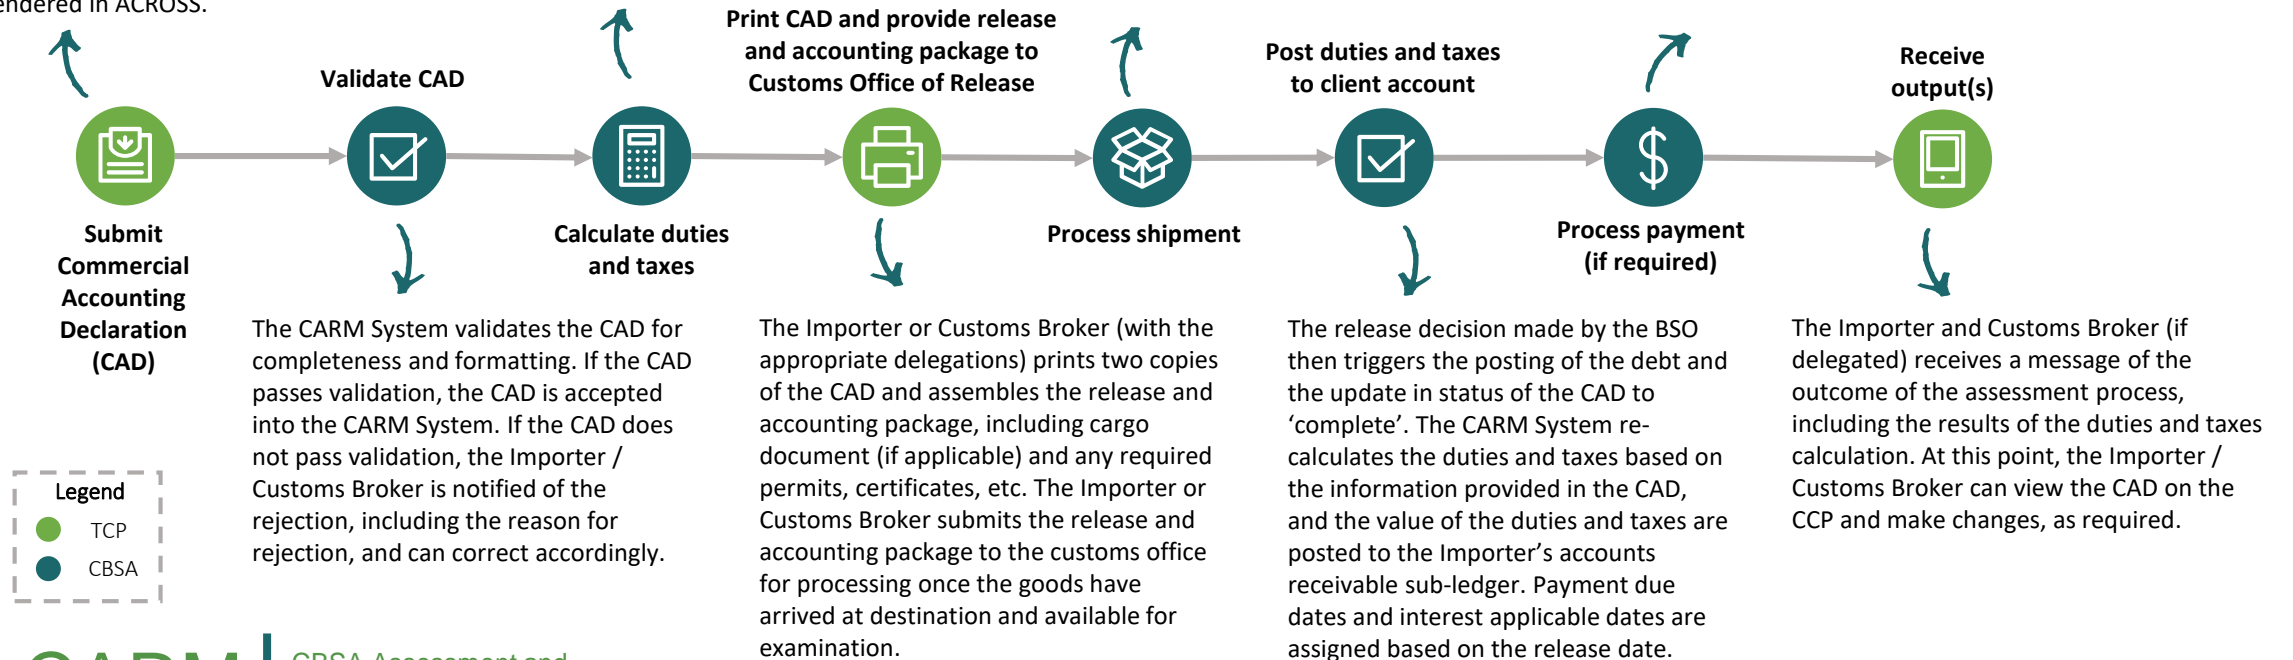 endered in ACROSS.
Submit
Commercial
Accounting
Declaration
(CAD)
Validate CAD
The CARM System validates the CAD for
completeness and formatting. If the CAD
passes validation, the CAD is accepted
into the CARM System. If the CAD does
not pass validation, the Importer /
Customs Broker is notified of the
rejection, including the reason for
rejection, and can correct accordingly.
Calculate duties
and taxes
Print CAD and provide release
and accounting package to
Customs Office of Release
The Importer or Customs Broker (with the
appropriate delegations) prints two copies
of the CAD and assembles the release and
accounting package, including cargo
document (if applicable) and any required
permits, certificates, etc. The Importer or
Customs Broker submits the release and
accounting package to the customs office
for processing once the goods have
arrived at destination and available for
examination.
Process shipment
Post duties and taxes
to client account
The release decision made by the BSO
then triggers the posting of the debt and
the update in status of the CAD to
‘complete’. The CARM System re-
calculates the duties and taxes based on
the information provided in the CAD,
and the value of the duties and taxes are
posted to the Importer’s accounts
receivable sub-ledger. Payment due
dates and interest applicable dates are
assigned based on the release date.
Process payment
(if required)
Receive
output(s)
The Importer and Customs Broker (if
delegated) receives a message of the
outcome of the assessment process,
including the results of the duties and taxes
calculation. At this point, the Importer /
Customs Broker can view the CAD on the
CCP and make changes, as required.
Legend
TCP
CBSA
CARM
CBSA Assessment and